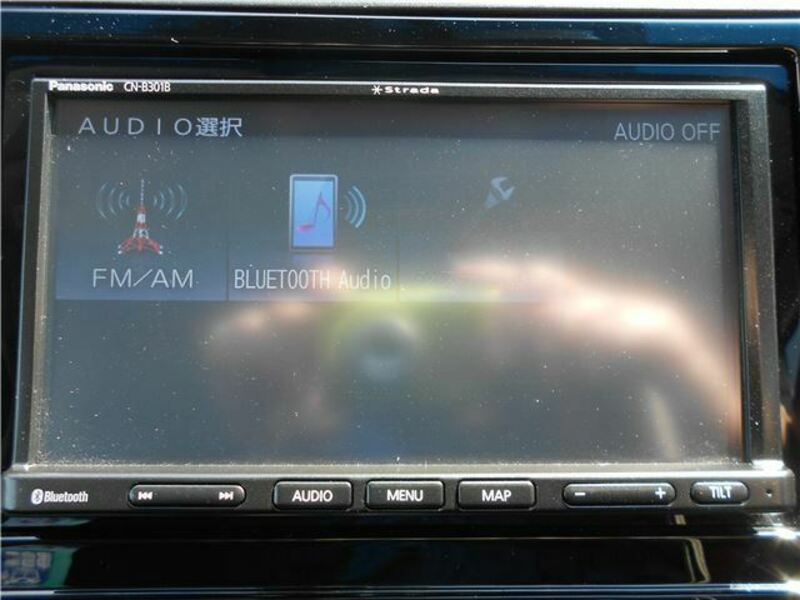 Panasonic CN-B301B Strada
AUDIO選択 AUDIO OFF
FM/AM BLUETOOTH Audio
Bluetooth AUDIO MENU MAP − + TILT